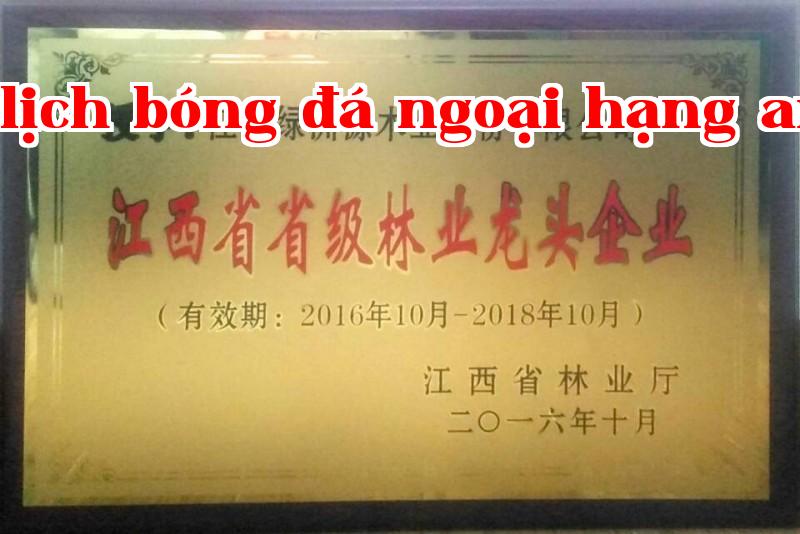 lịch bóng đá ngoại hạng a
江西省省级林业龙头企业
（有效期：2016年10月-2018年10月）
江西省林业厅
二〇一六年十月